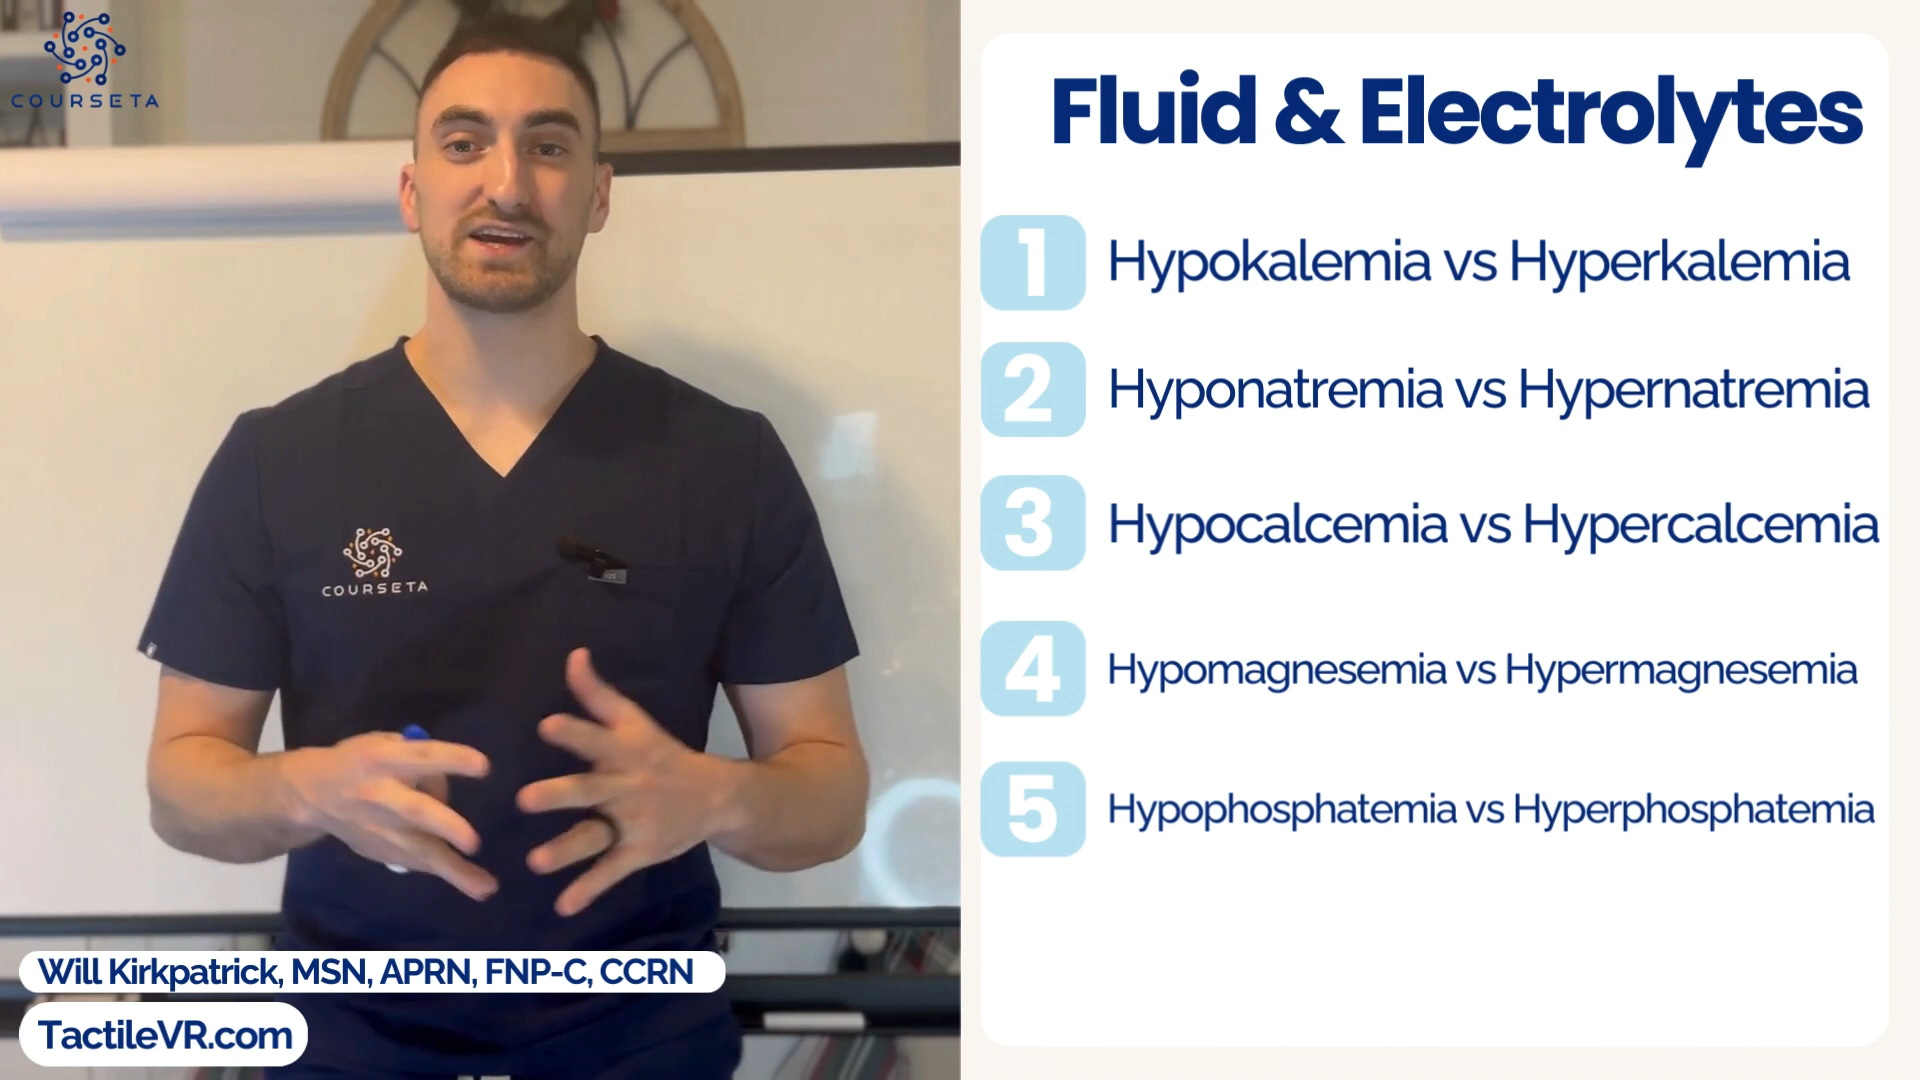 COURSETA
Fluid & Electrolytes
1 Hypokalemia vs Hyperkalemia
2 Hyponatremia vs Hypernatremia
3 Hypocalcemia vs Hypercalcemia
4 Hypomagnesemia vs Hypermagnesemia
5 Hypophosphatemia vs Hyperphosphatemia
COURSETA
Will Kirkpatrick, MSN, APRN, FNP-C, CCRN
TactileVR.com